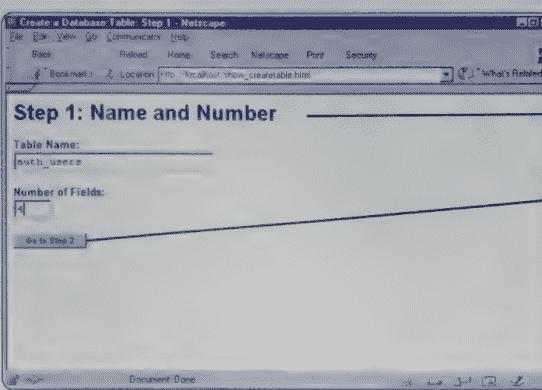 Create a Database Table: Step 1 - Netscape
File Edit View Go Communicator Help
Back Reload Home Search Netscape Print Security
Bookmarks Location http://localhost/show_createtable.html What's Related
Step 1: Name and Number
Table Name:
auth_users
Number of Fields:
4
Go to Step 2
Document: Done